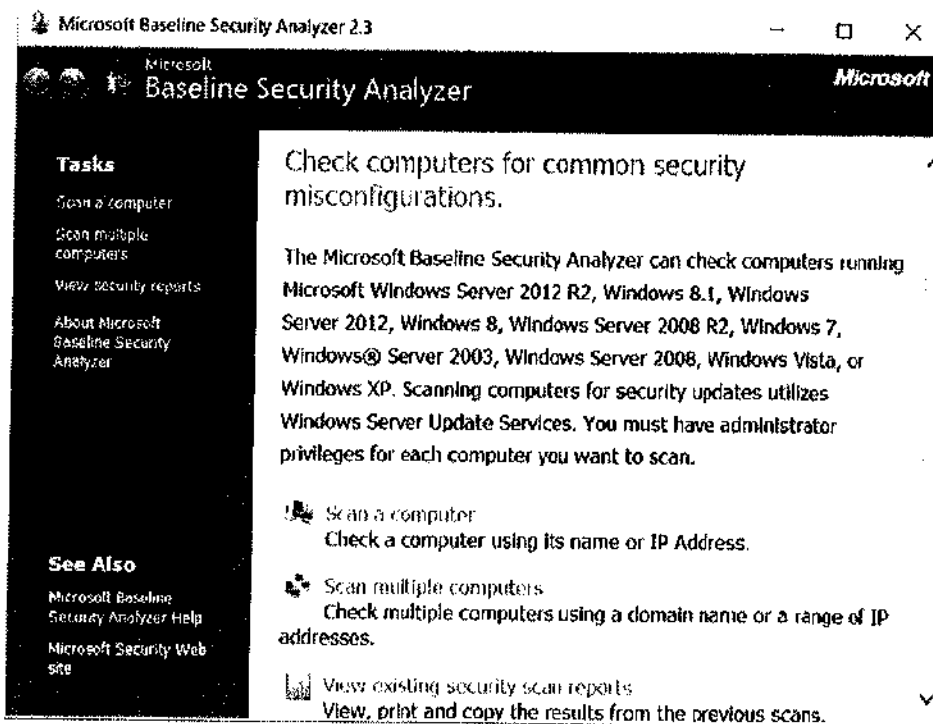 Microsoft Baseline Security Analyzer 2.3
Microsoft
Baseline Security Analyzer
Microsoft
Tasks
Scan a computer
Scan multiple
computers
View security reports
About Microsoft
Baseline Security
Analyzer
See Also
Microsoft Baseline
Security Analyzer Help
Microsoft Security Web
site
Check computers for common security
misconfigurations.
The Microsoft Baseline Security Analyzer can check computers running
Microsoft Windows Server 2012 R2, Windows 8.1, Windows
Server 2012, Windows 8, Windows Server 2008 R2, Windows 7,
Windows® Server 2003, Windows Server 2008, Windows Vista, or
Windows XP. Scanning computers for security updates utilizes
Windows Server Update Services. You must have administrator
privileges for each computer you want to scan.
Scan a computer
Check a computer using its name or IP Address.
Scan multiple computers
Check multiple computers using a domain name or a range of IP
addresses.
View existing security scan reports
View, print and copy the results from the previous scans.